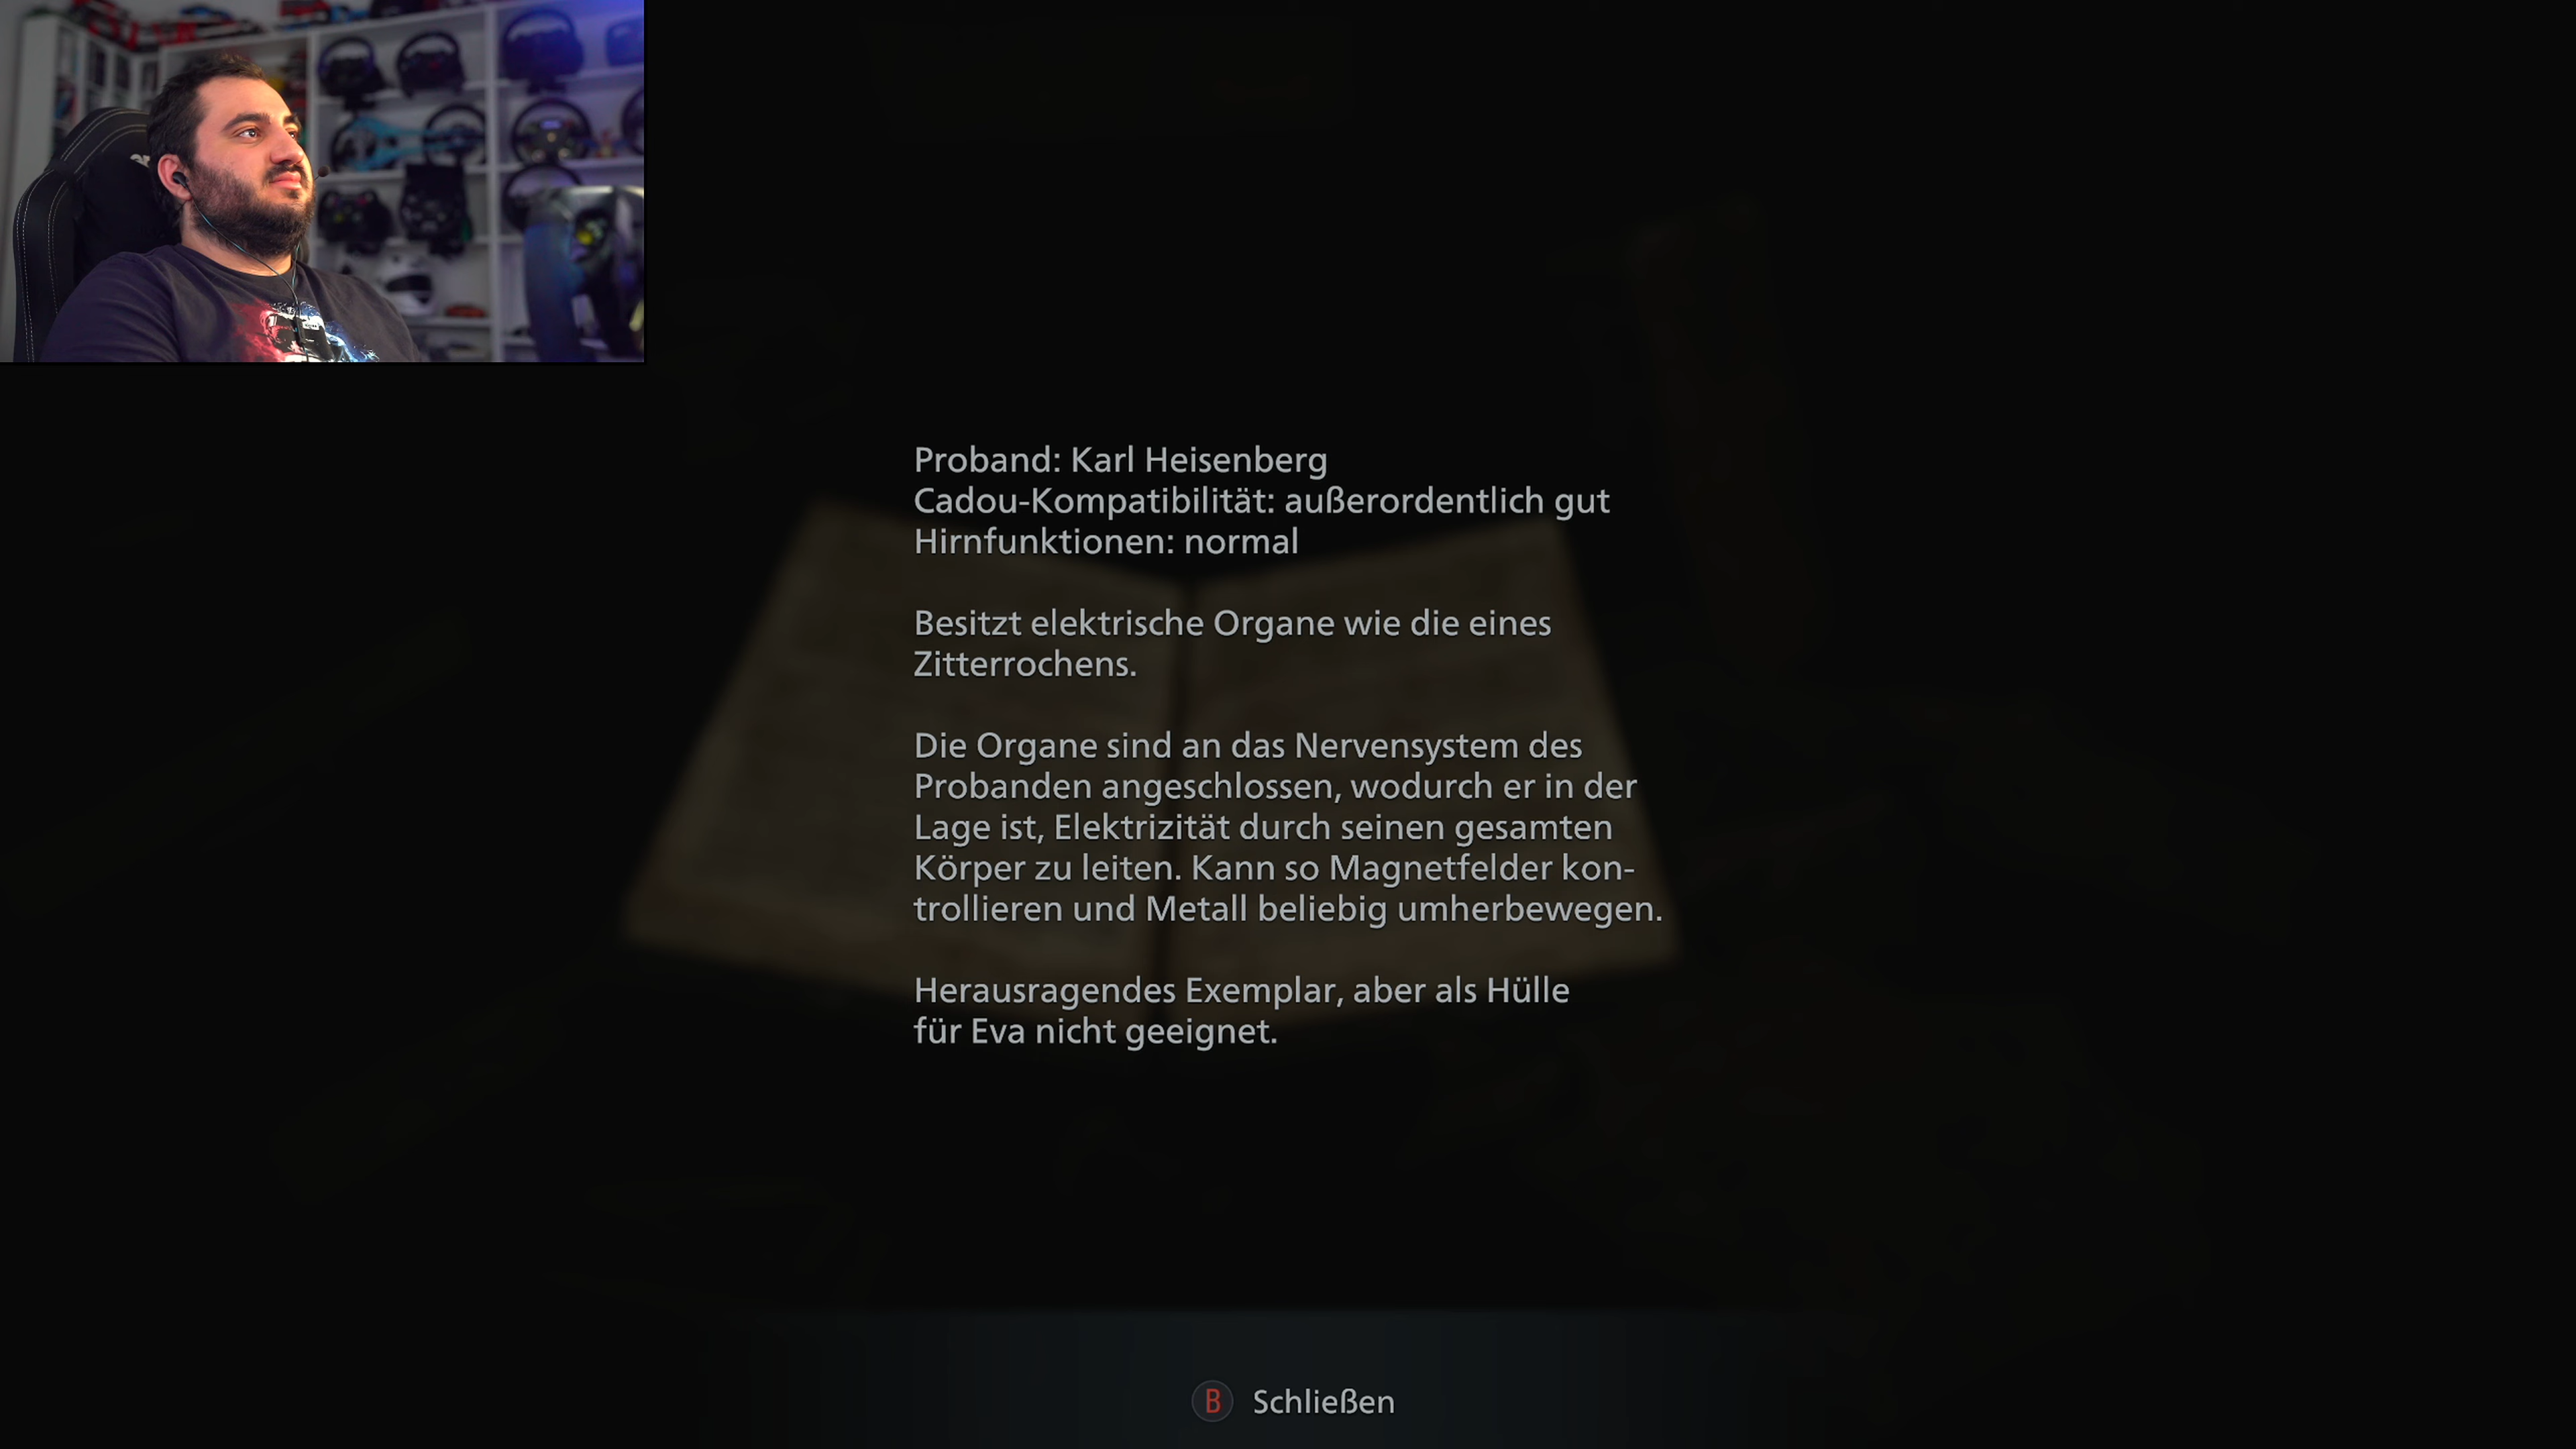 Proband: Karl Heisenberg
Cadou-Kompatibilität: außerordentlich gut
Hirnfunktionen: normal
Besitzt elektrische Organe wie die eines
Zitterrochens.
Die Organe sind an das Nervensystem des
Probanden angeschlossen, wodurch er in der
Lage ist, Elektrizität durch seinen gesamten
Körper zu leiten. Kann so Magnetfelder kon-
trollieren und Metall beliebig umherbewegen.
Herausragendes Exemplar, aber als Hülle
für Eva nicht geeignet.
B Schließen